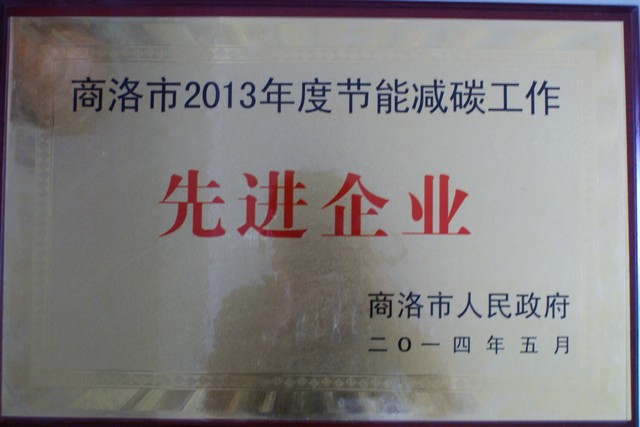 商洛市2013年度节能减碳工作
先进企业
商洛市人民政府
二〇一四年五月